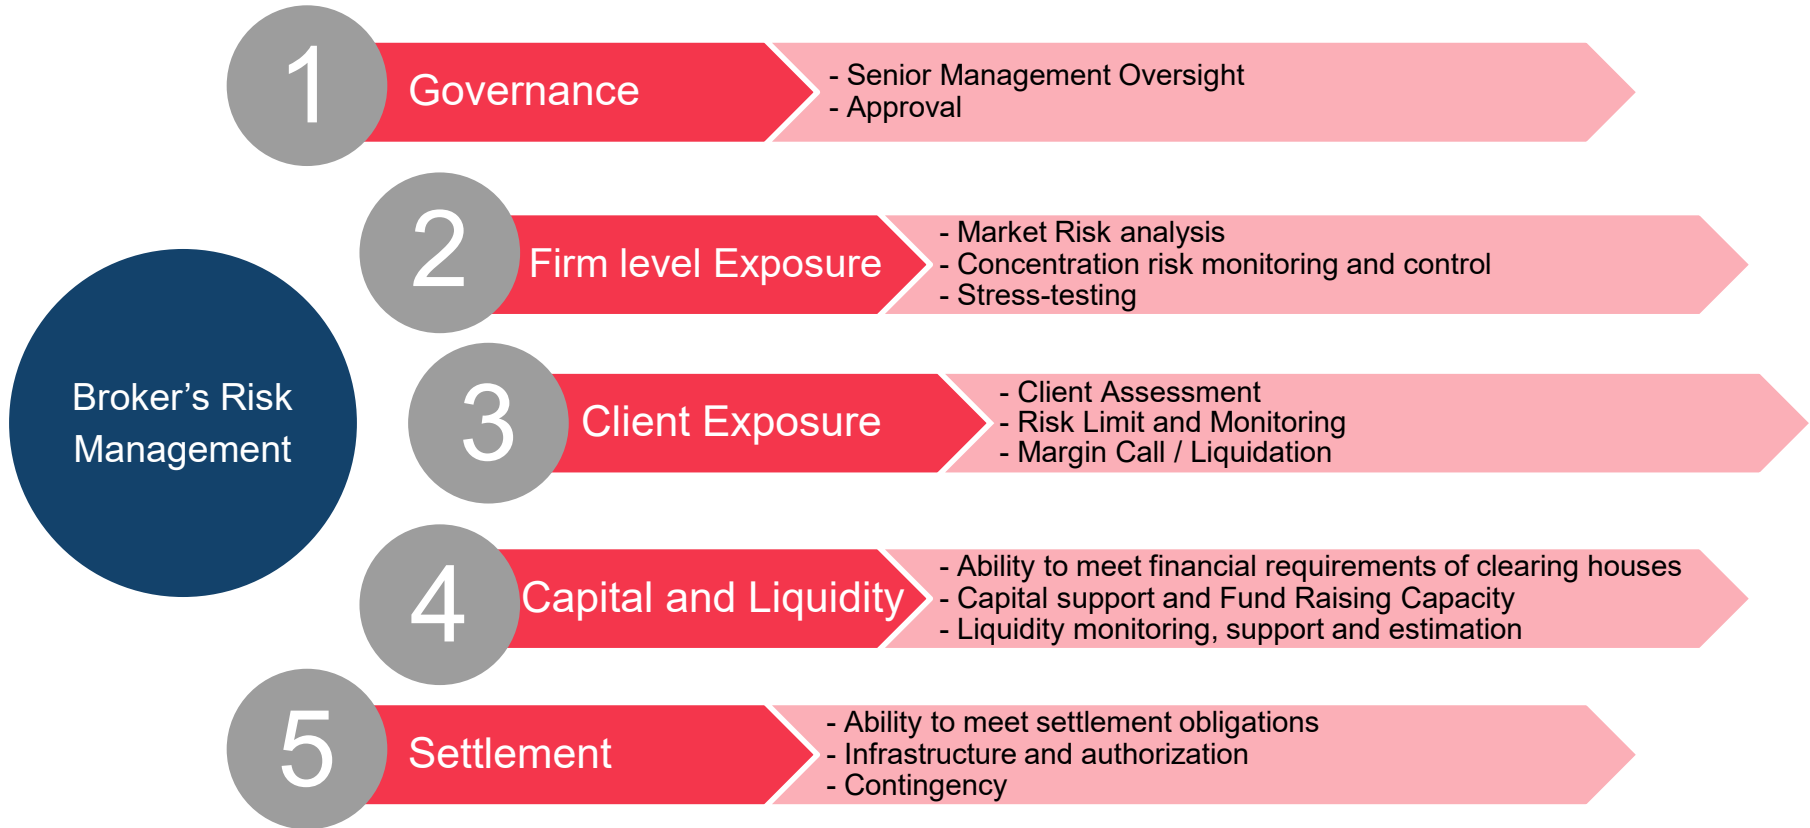 Broker’s Risk
Management
1
Governance
- Senior Management Oversight
- Approval
2
Firm level Exposure
- Market Risk analysis
- Concentration risk monitoring and control
- Stress-testing
3
Client Exposure
- Client Assessment
- Risk Limit and Monitoring
- Margin Call / Liquidation
4
Capital and Liquidity
- Ability to meet financial requirements of clearing houses
- Capital support and Fund Raising Capacity
- Liquidity monitoring, support and estimation
5
Settlement
- Ability to meet settlement obligations
- Infrastructure and authorization
- Contingency